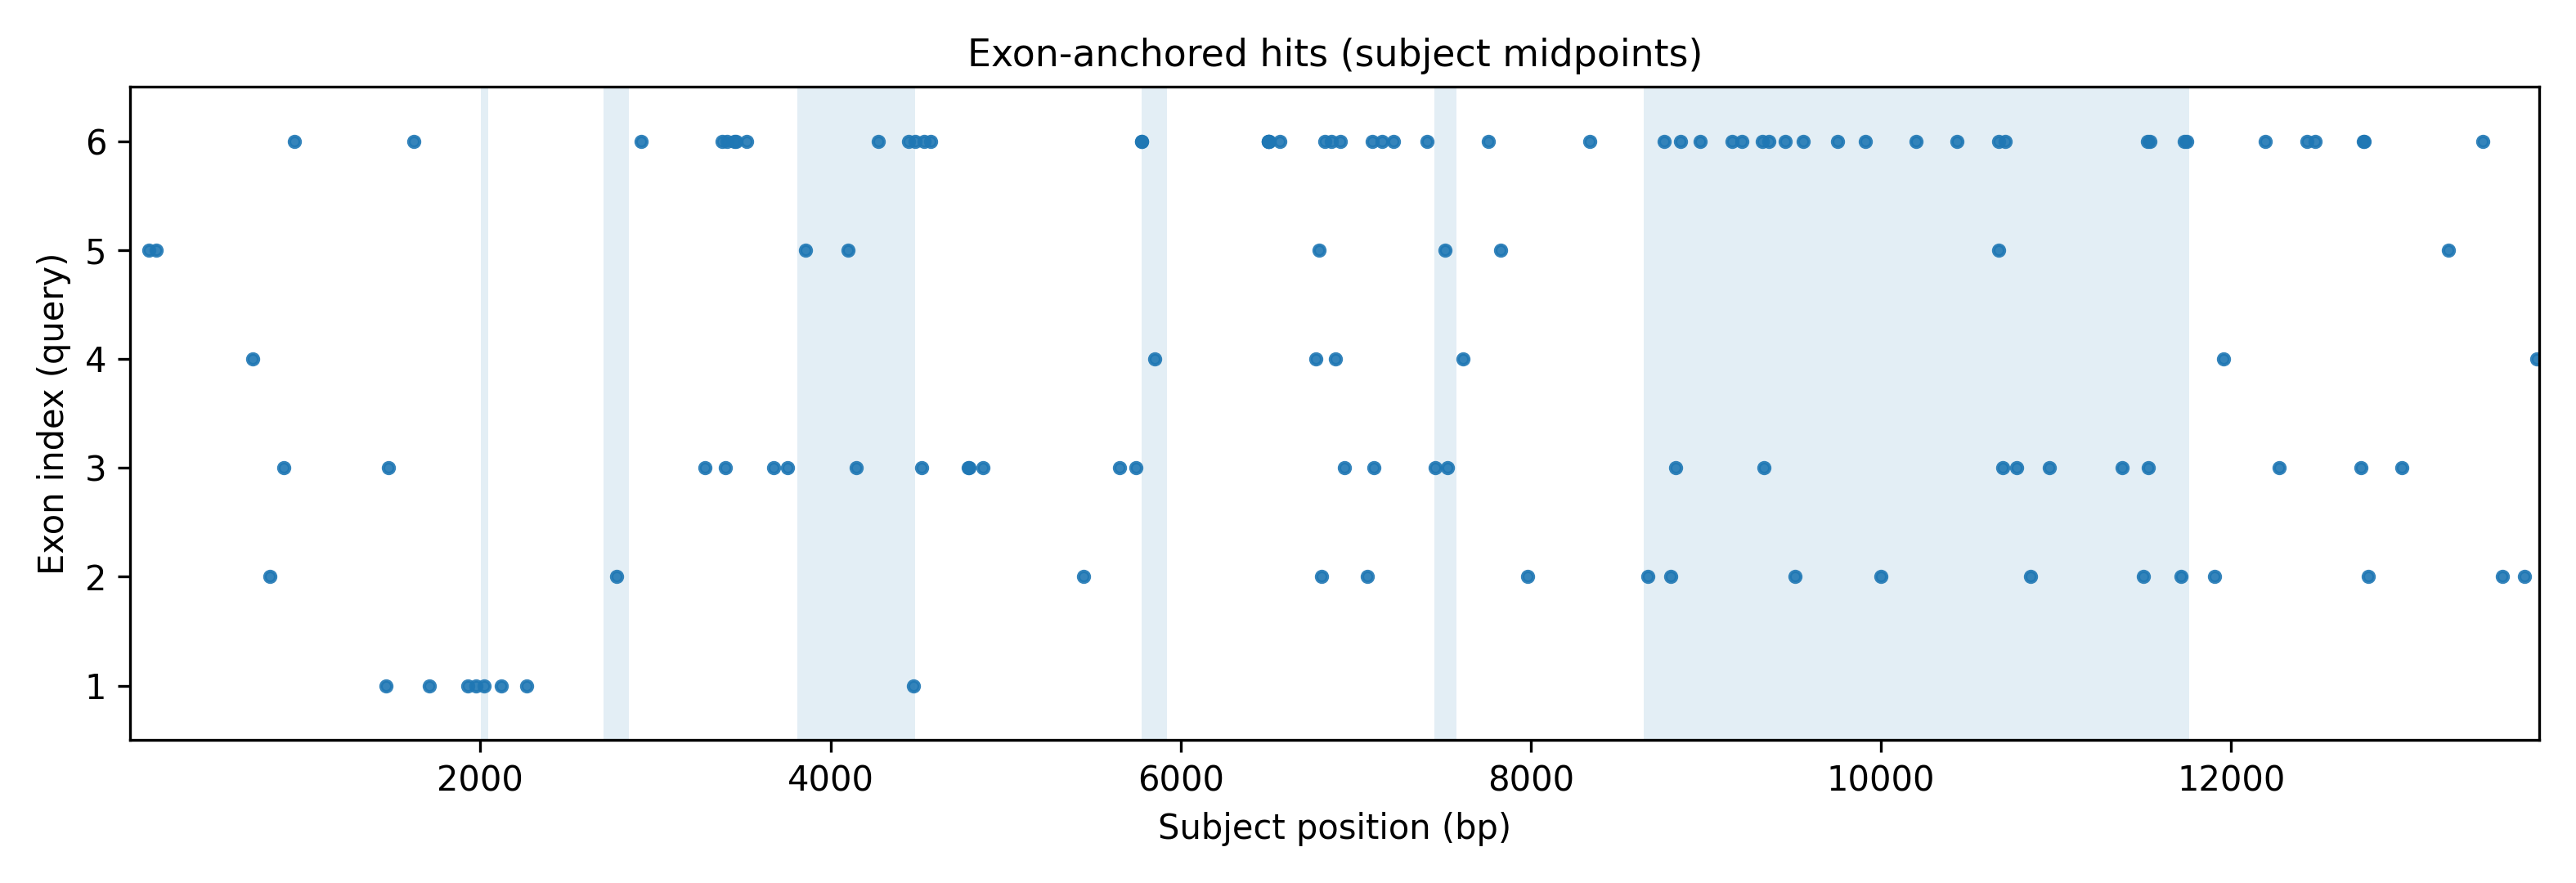 Exon-anchored hits (subject midpoints)
Exon index (query)
6
5
4
3
2
1
2000 4000 6000 8000 10000 12000
Subject position (bp)